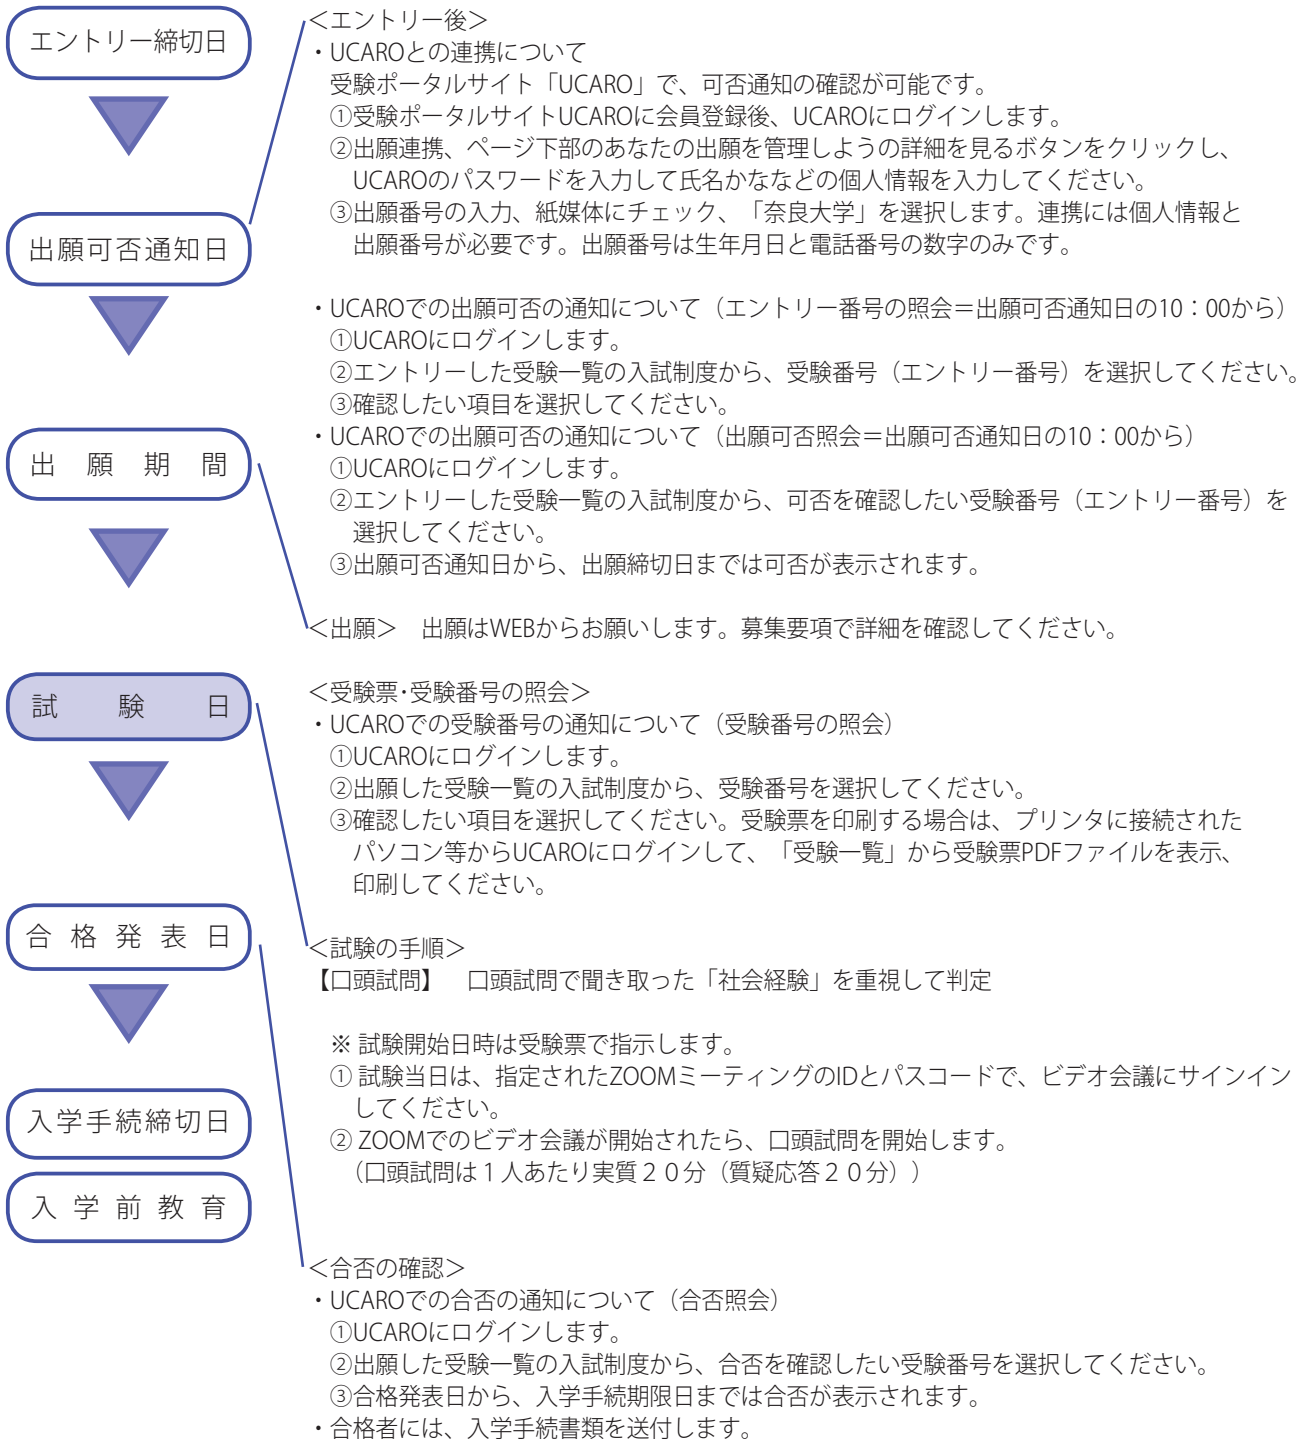 エントリー締切日
出願可否通知日
出願期間
試験日
合格発表日
入学手続締切日
入学前教育
＜エントリー後＞
・UCAROとの連携について
受験ポータルサイト「UCARO」で、可否通知の確認が可能です。
①受験ポータルサイトUCAROに会員登録後、UCAROにログインします。
②出願連携、ページ下部のあなたの出願を管理しようの詳細を見るボタンをクリックし、
UCAROのパスワードを入力して氏名かななどの個人情報を入力してください。
③出願番号の入力、紙媒体にチェック、「奈良大学」を選択します。連携には個人情報と
出願番号が必要です。出願番号は生年月日と電話番号の数字のみです。
・UCAROでの出願可否の通知について（エントリー番号の照会＝出願可否通知日の10：00から）
①UCAROにログインします。
②エントリーした受験一覧の入試制度から、受験番号（エントリー番号）を選択してください。
③確認したい項目を選択してください。
・UCAROでの出願可否の通知について（出願可否照会＝出願可否通知日の10：00から）
①UCAROにログインします。
②エントリーした受験一覧の入試制度から、可否を確認したい受験番号（エントリー番号）を
選択してください。
③出願可否通知日から、出願締切日までは可否が表示されます。
＜出願＞　出願はWEBからお願いします。募集要項で詳細を確認してください。
＜受験票･受験番号の照会＞
・UCAROでの受験番号の通知について（受験番号の照会）
①UCAROにログインします。
②出願した受験一覧の入試制度から、受験番号を選択してください。
③確認したい項目を選択してください。受験票を印刷する場合は、プリンタに接続された
パソコン等からUCAROにログインして、「受験一覧」から受験票PDFファイルを表示、
印刷してください。
＜試験の手順＞
【口頭試問】　口頭試問で聞き取った「社会経験」を重視して判定
※ 試験開始日時は受験票で指示します。
① 試験当日は、指定されたZOOMミーティングのIDとパスコードで、ビデオ会議にサインイン
してください。
② ZOOMでのビデオ会議が開始されたら、口頭試問を開始します。
（口頭試問は１人あたり実質２０分（質疑応答２０分））
＜合否の確認＞
・UCAROでの合否の通知について（合否照会）
①UCAROにログインします。
②出願した受験一覧の入試制度から、合否を確認したい受験番号を選択してください。
③合格発表日から、入学手続期限日までは合否が表示されます。
・合格者には、入学手続書類を送付します。